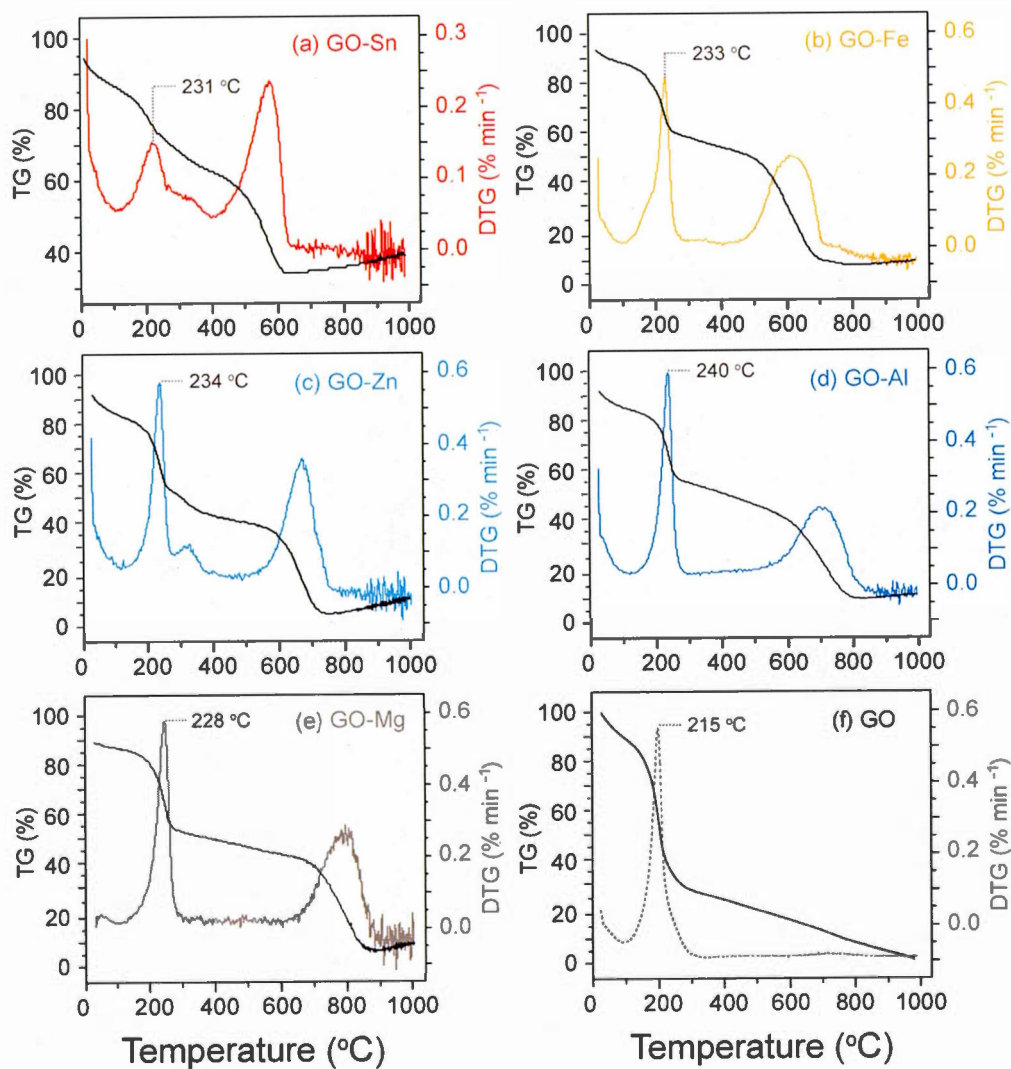 (a) GO-Sn
231 °C
TG (%)
100
80
60
40
DTG (% min⁻¹)
0.3
0.2
0.1
0.0
0 200 400 600 800 1000
(b) GO-Fe
233 °C
TG (%)
100
80
60
40
20
0
DTG (% min⁻¹)
0.6
0.4
0.2
0.0
0 200 400 600 800 1000
(c) GO-Zn
234 °C
TG (%)
100
80
60
40
20
0
DTG (% min⁻¹)
0.6
0.4
0.2
0.0
0 200 400 600 800 1000
(d) GO-Al
240 °C
TG (%)
100
80
60
40
20
0
DTG (% min⁻¹)
0.6
0.4
0.2
0.0
0 200 400 600 800 1000
(e) GO-Mg
228 °C
TG (%)
100
80
60
40
20
0
DTG (% min⁻¹)
0.6
0.4
0.2
0.0
0 200 400 600 800 1000
(f) GO
215 °C
TG (%)
100
80
60
40
20
0
DTG (% min⁻¹)
0.6
0.4
0.2
0.0
0 200 400 600 800 1000
Temperature (°C)
Temperature (°C)